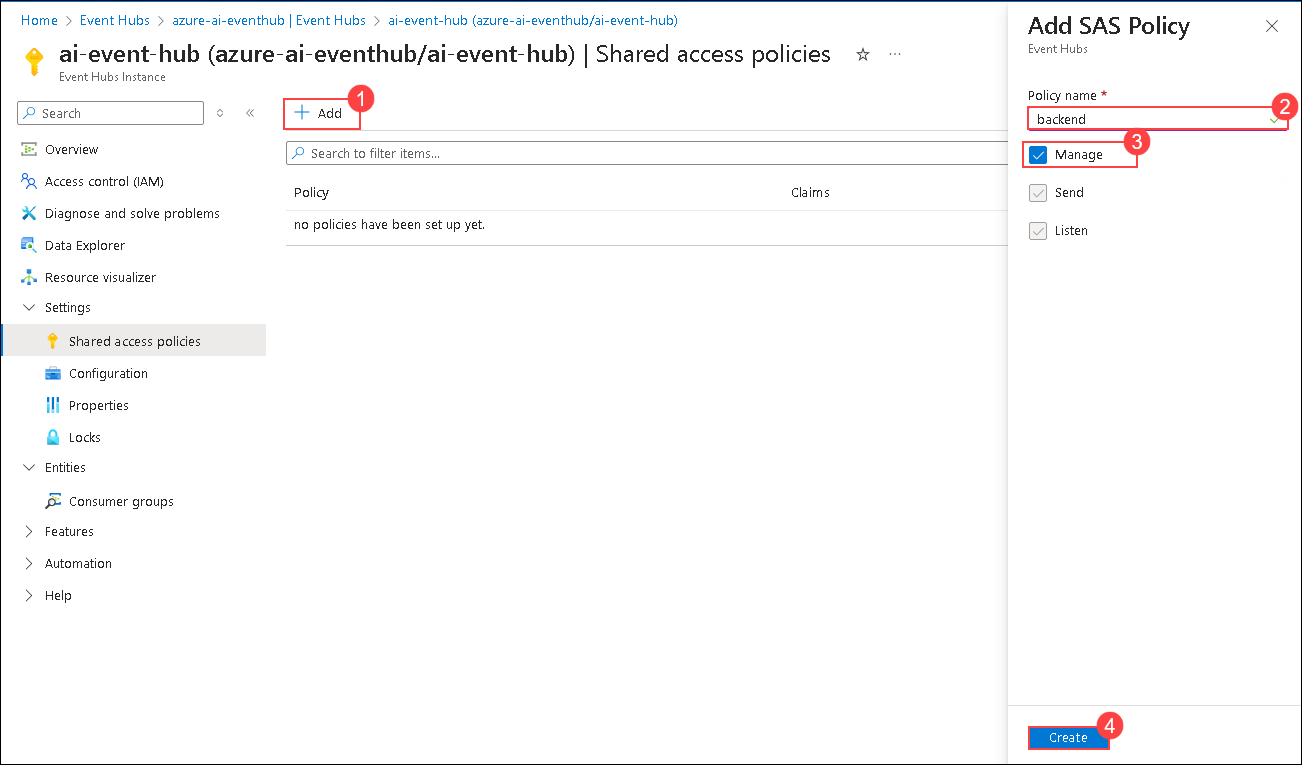 Home > Event Hubs > azure-ai-eventhub | Event Hubs > ai-event-hub (azure-ai-eventhub/ai-event-hub)
ai-event-hub (azure-ai-eventhub/ai-event-hub) | Shared access policies
Event Hubs Instance
Search
Overview
Access control (IAM)
Diagnose and solve problems
Data Explorer
Resource visualizer
Settings
Shared access policies
Configuration
Properties
Locks
Entities
Consumer groups
Features
Automation
Help
Add 1
Search to filter items...
Policy Claims
no policies have been set up yet.
Add SAS Policy
Event Hubs
Policy name *
backend 2
Manage 3
Send
Listen
Create 4